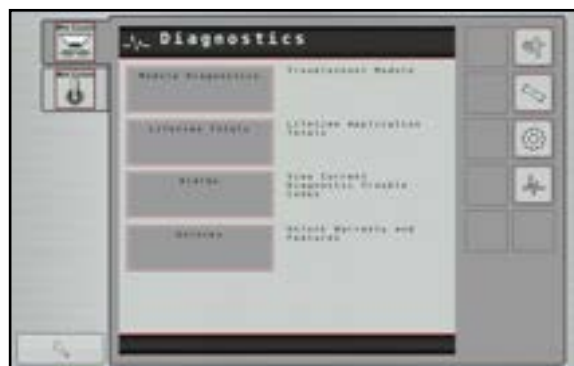 Diagnostics
Module Diagnostics
Troubleshoot Module
Lifetime Totals
Lifetime Application
Totals
Alarms
View Current
Diagnostic Trouble
Codes
Unlock Warranty and
Features